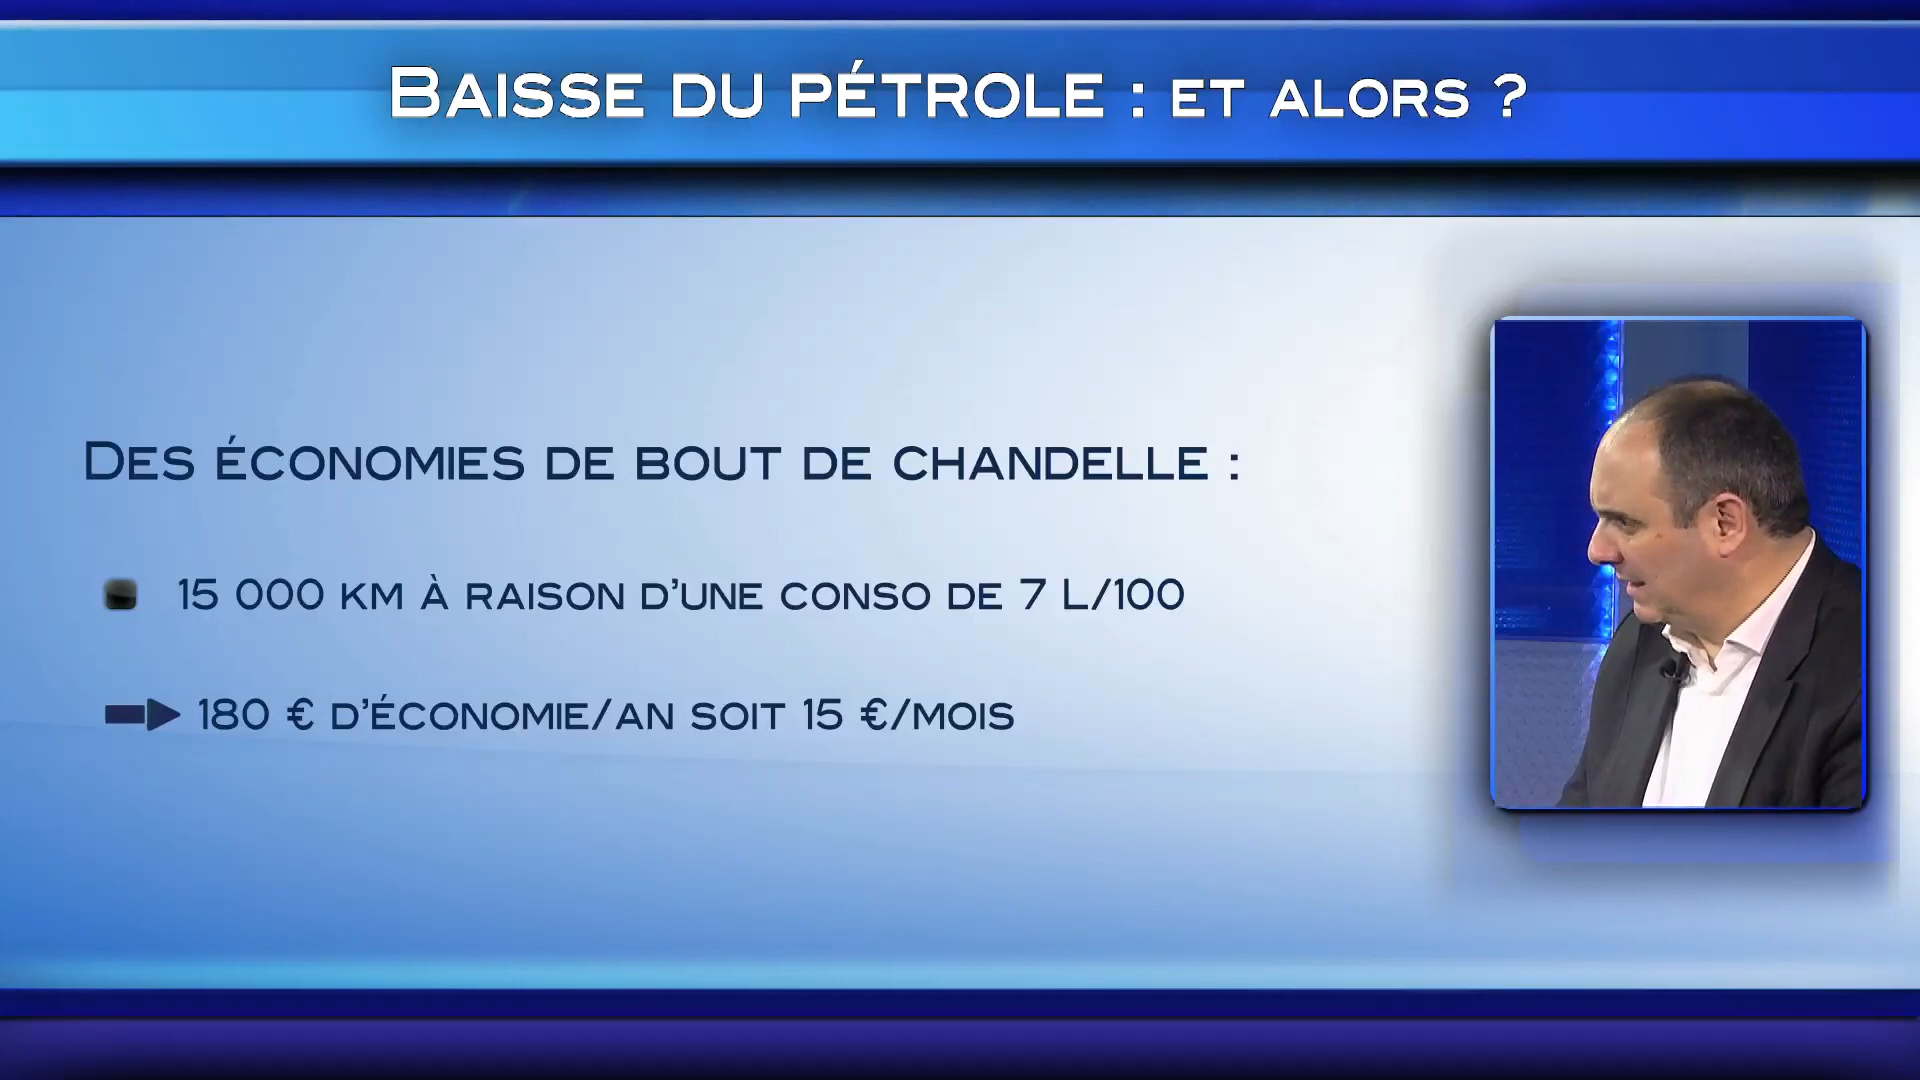 BAISSE DU PÉTROLE : ET ALORS ?
DES ÉCONOMIES DE BOUT DE CHANDELLE :
15 000 KM À RAISON D'UNE CONSO DE 7 L/100
180 € D'ÉCONOMIE/AN SOIT 15 €/MOIS